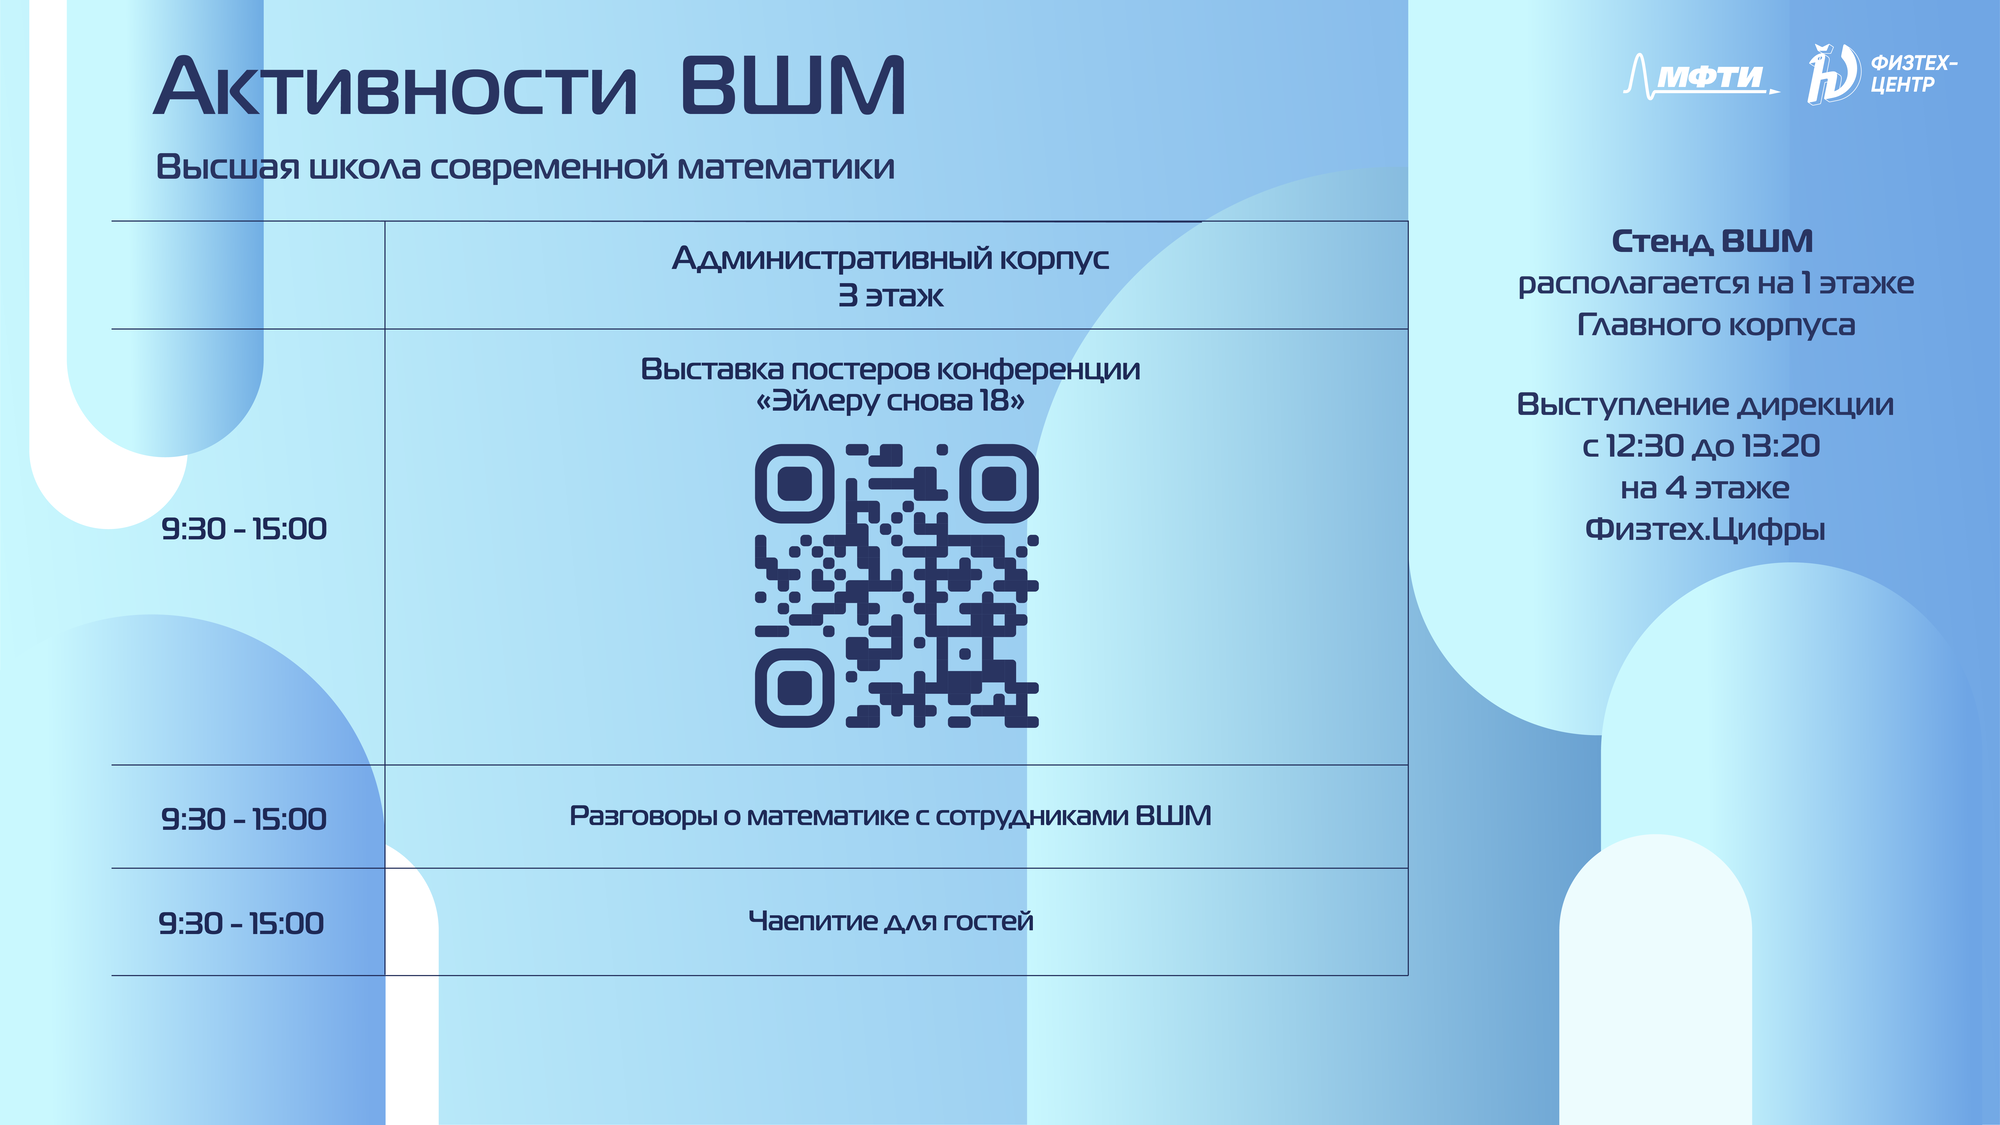 Активности ВШМ
Высшая школа современной математики
МФТИ
ФИЗТЕХ-
ЦЕНТР
Административный корпус
3 этаж
9:30 - 15:00
Выставка постеров конференции
«Эйлеру снова 18»
9:30 - 15:00
Разговоры о математике с сотрудниками ВШМ
9:30 - 15:00
Чаепитие для гостей
Стенд ВШМ
располагается на 1 этаже
Главного корпуса
Выступление дирекции
с 12:30 до 13:20
на 4 этаже
Физтех.Цифры